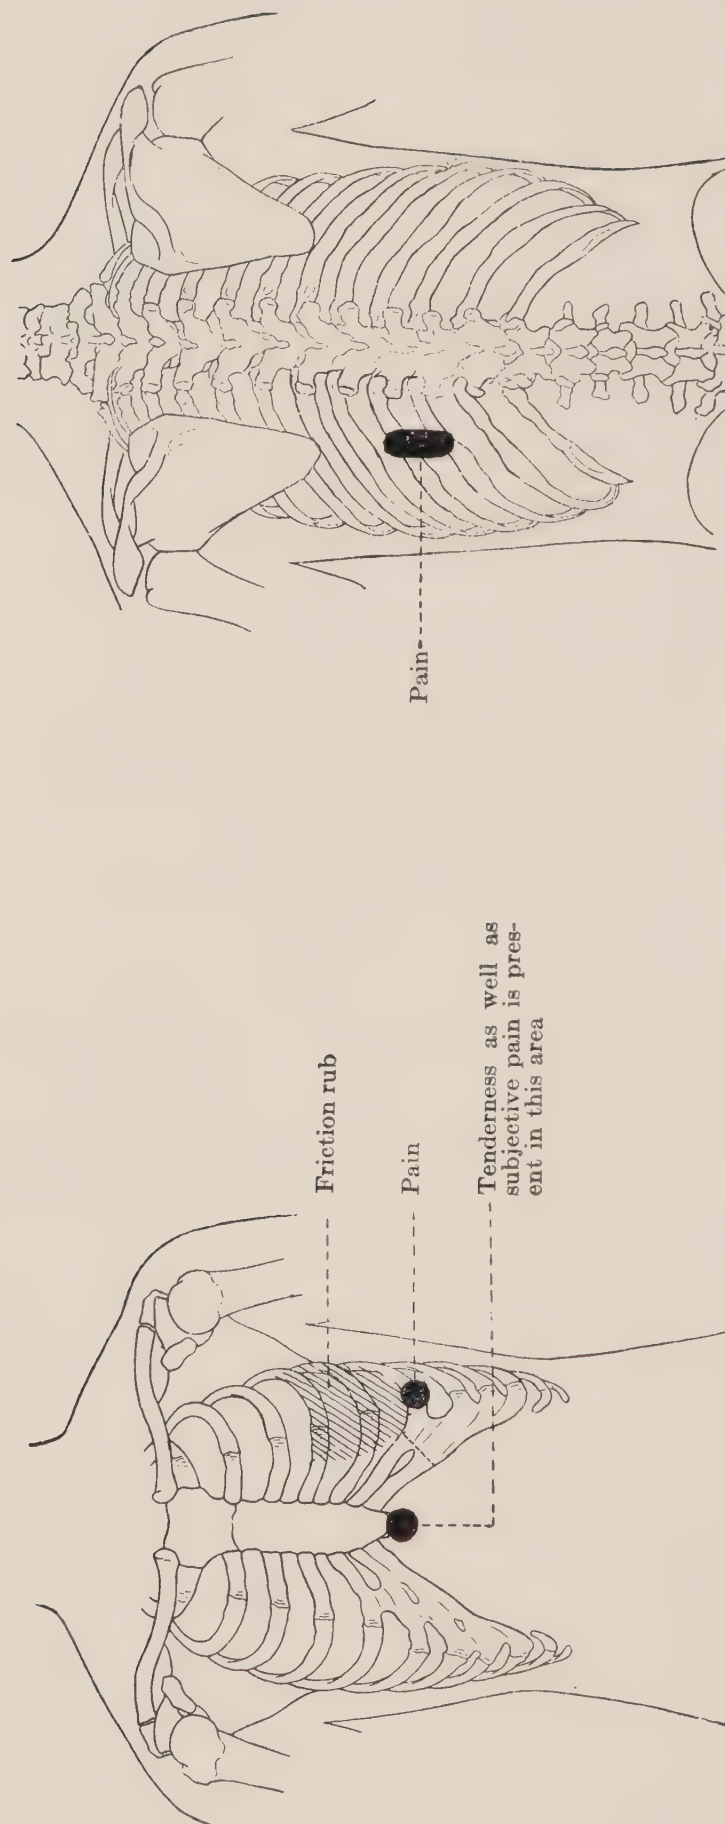 Friction rub
Pain
Tenderness as well as
subjective pain is pres-
ent in this area
Pain